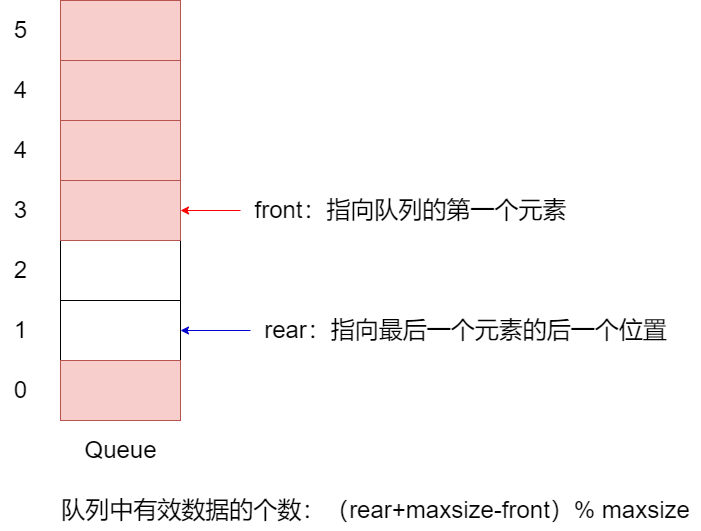 5
4
4
3
front：指向队列的第一个元素
2
1
rear：指向最后一个元素的后一个位置
0
Queue
队列中有效数据的个数：（rear+maxsize-front）% maxsize